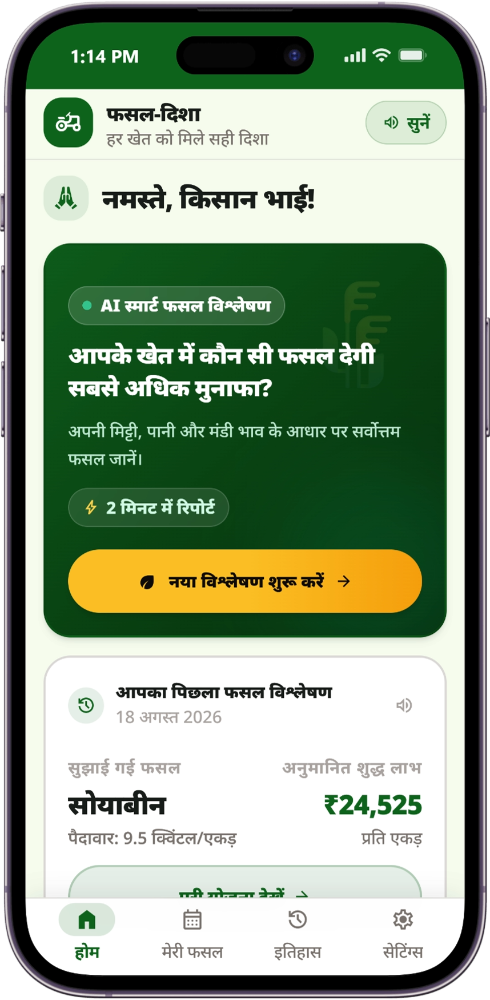 1:14 PM
फसल-दिशा
हर खेत को मिले सही दिशा
सुनें
नमस्ते, किसान भाई!
AI स्मार्ट फसल विश्लेषण
आपके खेत में कौन सी फसल देगी
सबसे अधिक मुनाफा?
अपनी मिट्टी, पानी और मंडी भाव के आधार पर सर्वोत्तम
फसल जानें।
2 मिनट में रिपोर्ट
नया विश्लेषण शुरू करें →
आपका पिछला फसल विश्लेषण
18 अगस्त 2026
सुझाई गई फसल
अनुमानित शुद्ध लाभ
सोयाबीन
₹24,525
पैदावार: 9.5 क्विंटल/एकड़
प्रति एकड़
पूरी योजना देखें →
होम
मेरी फसल
इतिहास
सेटिंग्स